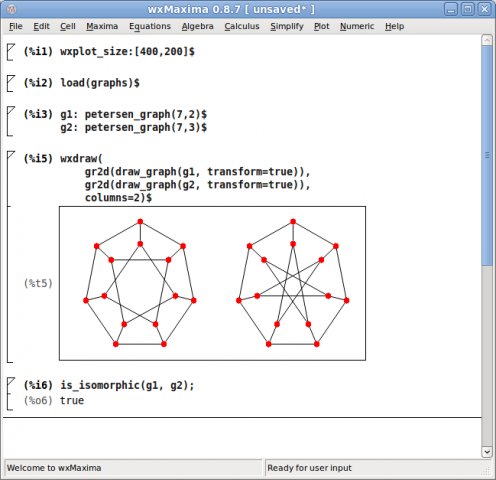 wxMaxima 0.8.7 [ unsaved* ]
File Edit Cell Maxima Equations Algebra Calculus Simplify Plot Numeric Help
(%i1) wxplot_size:[400,200]$
(%i2) load(graphs)$
(%i3) g1: petersen_graph(7,2)$
g2: petersen_graph(7,3)$
(%i5) wxdraw(
gr2d(draw_graph(g1, transform=true)),
gr2d(draw_graph(g2, transform=true)),
columns=2)$
(%t5)
(%i6) is_isomorphic(g1, g2);
(%o6) true
Welcome to wxMaxima Ready for user input